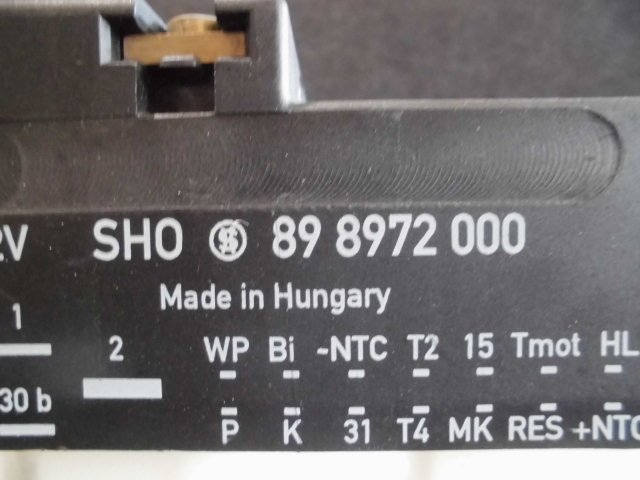 2V SHO 89 8972 000
Made in Hungary
1 2 WP Bi -NTC T2 15 Tmot HL
30 b P K 31 T4 MK RES +NTC